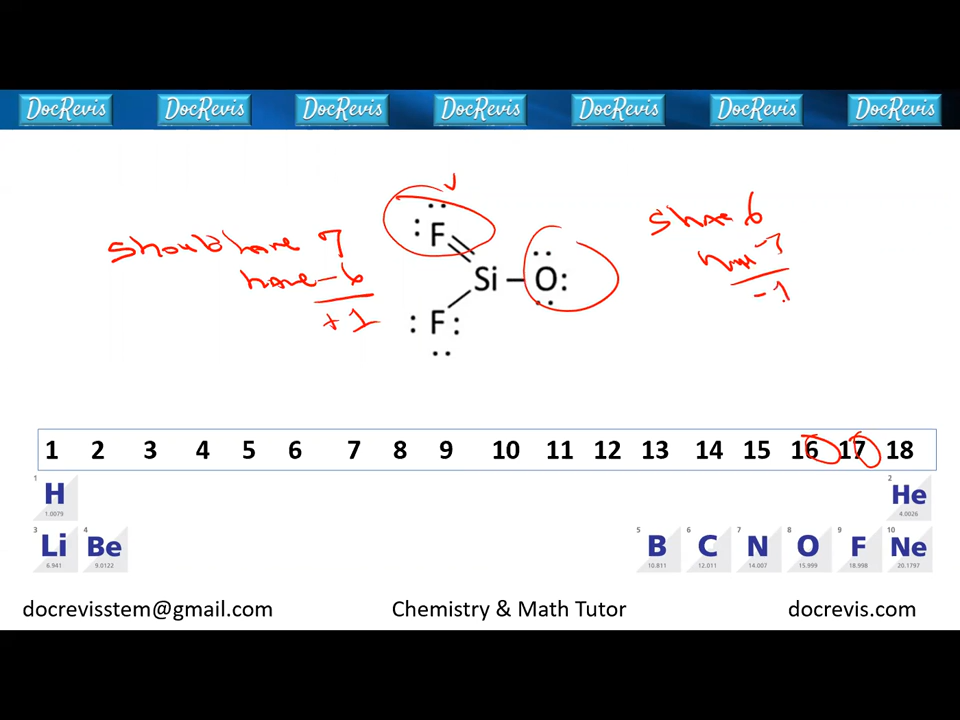 DocRevis DocRevis DocRevis DocRevis DocRevis DocRevis DocRevis
should have 7
have - 6
+ 1
F
Si - O:
: F :
6
- 7
- 1
1 2 3 4 5 6 7 8 9 10 11 12 13 14 15 16 17 18
1 H 1.0079
2 He 4.0026
3 Li 6.941
4 Be 9.0122
5 B 10.811
6 C 12.011
7 N 14.007
8 O 15.999
9 F 18.998
10 Ne 20.1797
docrevisstem@gmail.com Chemistry & Math Tutor docrevis.com